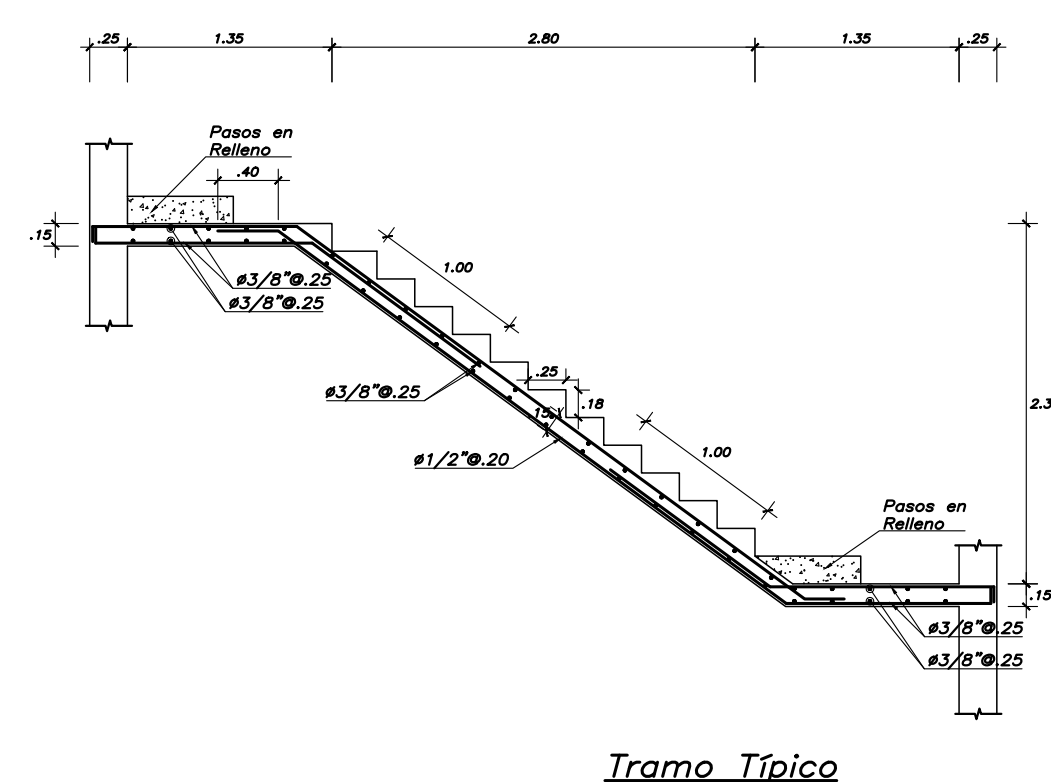 .25 1.35 2.80 1.35 .25
Pasos en
Relleno
.40
.15
1.00
ø3/8"@.25
ø3/8"@.25
ø3/8"@.25
.25
.18
15
ø1/2"@.20
1.00
2.3
Pasos en
Relleno
.15
ø3/8"@.25
ø3/8"@.25
Tramo Típico